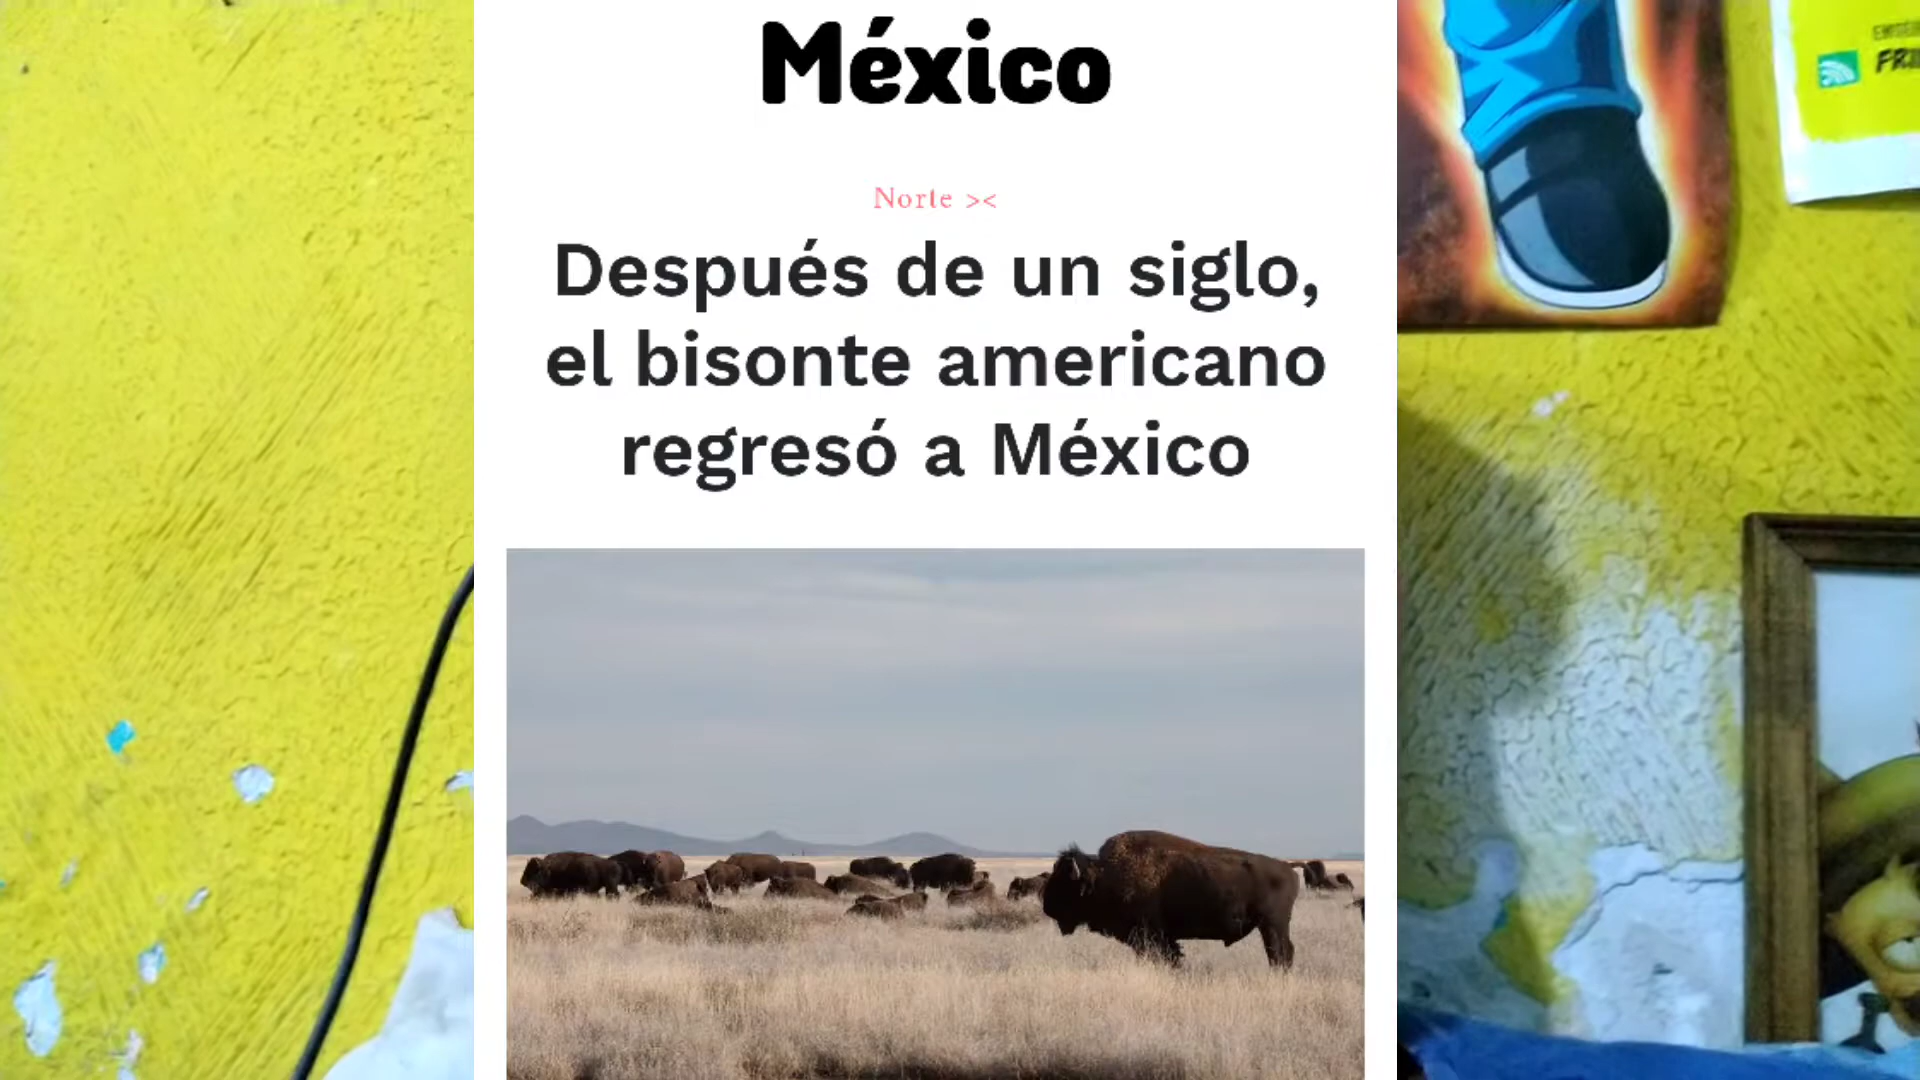 México
Norte ><
Después de un siglo,
el bisonte americano
regresó a México